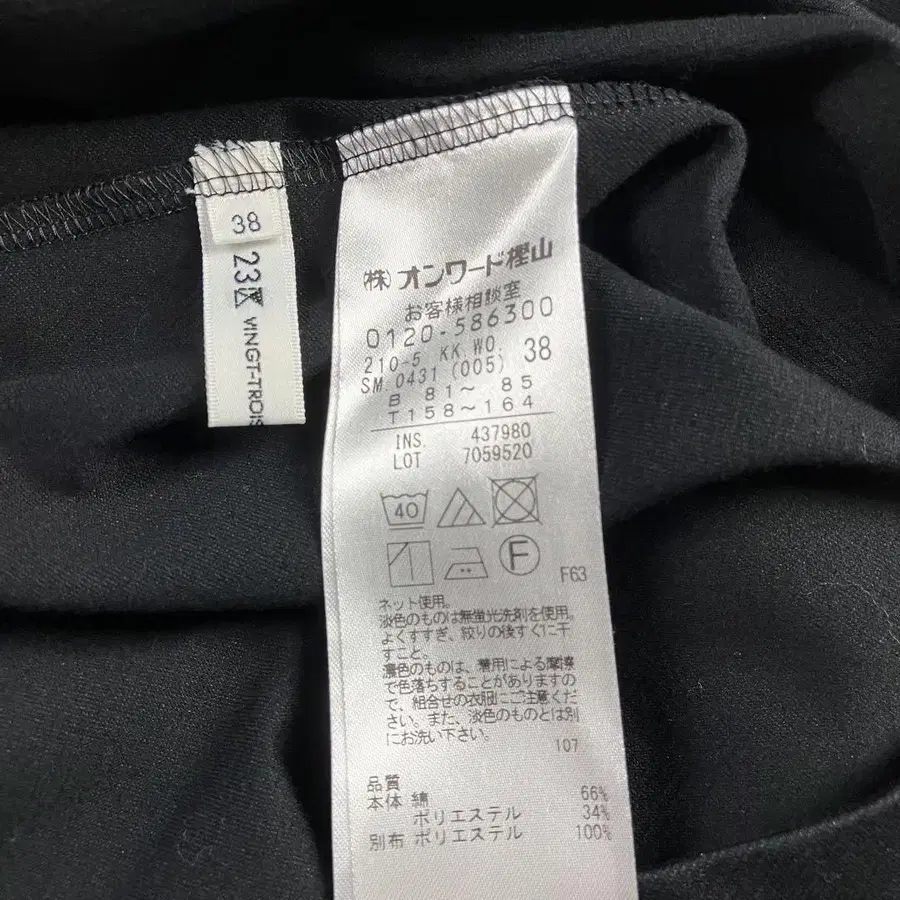 38
23区
VINGT-TROIS
(株)オンワード樫山
お客様相談室
0120-586300
210-5 KK.WO.
SM.0431 (005) 38
B 81〜 85
T158〜164
INS. 437980
LOT 7059520
40
F
F63
ネット使用。
淡色のものは無蛍光洗剤を使用。
よくすすぎ、絞りの後すぐに干
すこと。
濃色のものは、着用による摩擦
で色落ちすることがありますの
で、組合せの衣服にご注意くだ
さい。また、淡色のものとは別
にお洗い下さい。
107
品質
本体 綿 66%
ポリエステル 34%
別布 ポリエステル 100%